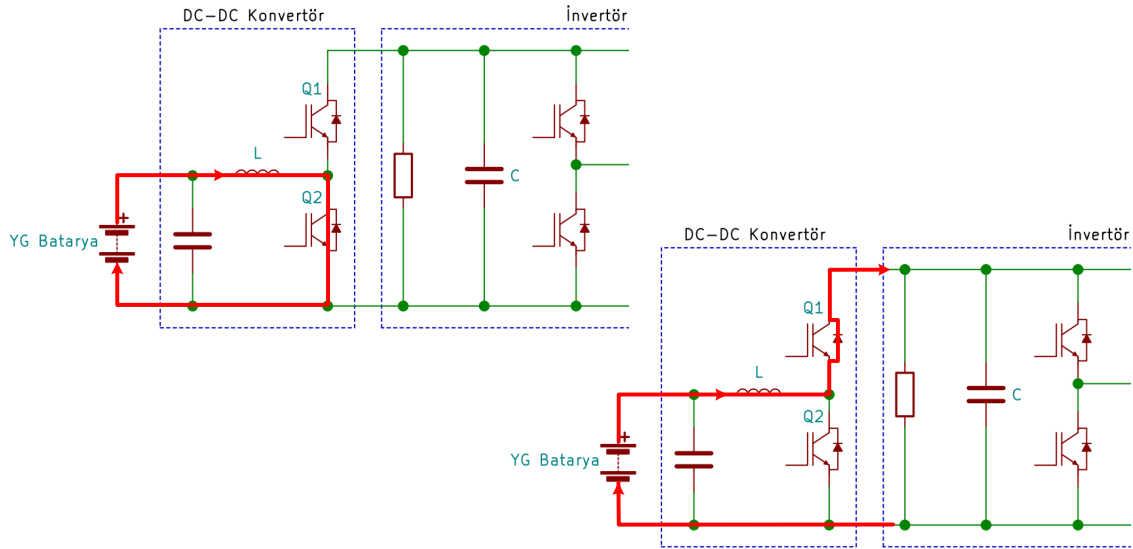 DC-DC Konvertör
İnvertör
Q1
L
Q2
C
+
YG Batarya
DC-DC Konvertör
İnvertör
Q1
L
Q2
C
+
YG Batarya